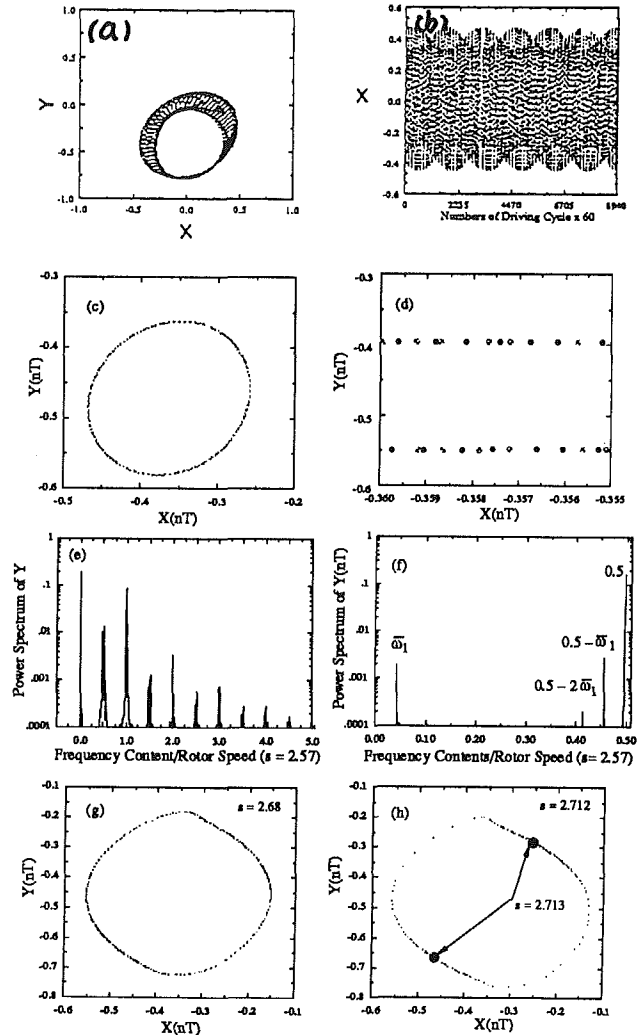 (a)
1.0
0.5
Y
0.0
-0.5
-1.0
-1.0 -0.5 0.0 0.5 1.0
X
(b)
0.6
0.4
0.2
X
0.0
-0.2
-0.4
-0.6
0 2235 4470 6705 8940
Numbers of Driving Cycle x 60
(c)
-0.3
-0.4
Y(nT)
-0.5
-0.6
-0.5 -0.4 -0.3 -0.2
X(nT)
(d)
-0.3
-0.4
Y(nT)
-0.5
-0.6
-0.360 -0.359 -0.358 -0.357 -0.356 -0.355
X(nT)
(e)
1
.1
.01
.001
.0001
Power Spectrum of Y
0.0 1.0 2.0 3.0 4.0 5.0
Frequency Content/Rotor Speed (s = 2.57)
(f)
1
.1
.01
.001
.0001
Power Spectrum of Y(nT)
0.5
ω̅1
0.5 - ω̅1
0.5 - 2 ω̅1
0.00 0.10 0.20 0.30 0.40 0.50
Frequency Contents/Rotor Speed (s= 2.57)
(g)
s = 2.68
-0.1
-0.2
-0.3
-0.4
Y(nT)
-0.5
-0.6
-0.7
-0.8
-0.6 -0.5 -0.4 -0.3 -0.2 -0.1
X(nT)
(h)
s = 2.712
-0.1
-0.2
-0.3
-0.4
Y(nT)
-0.5
-0.6
-0.7
-0.8
s = 2.713
-0.6 -0.5 -0.4 -0.3 -0.2 -0.1
X(nT)